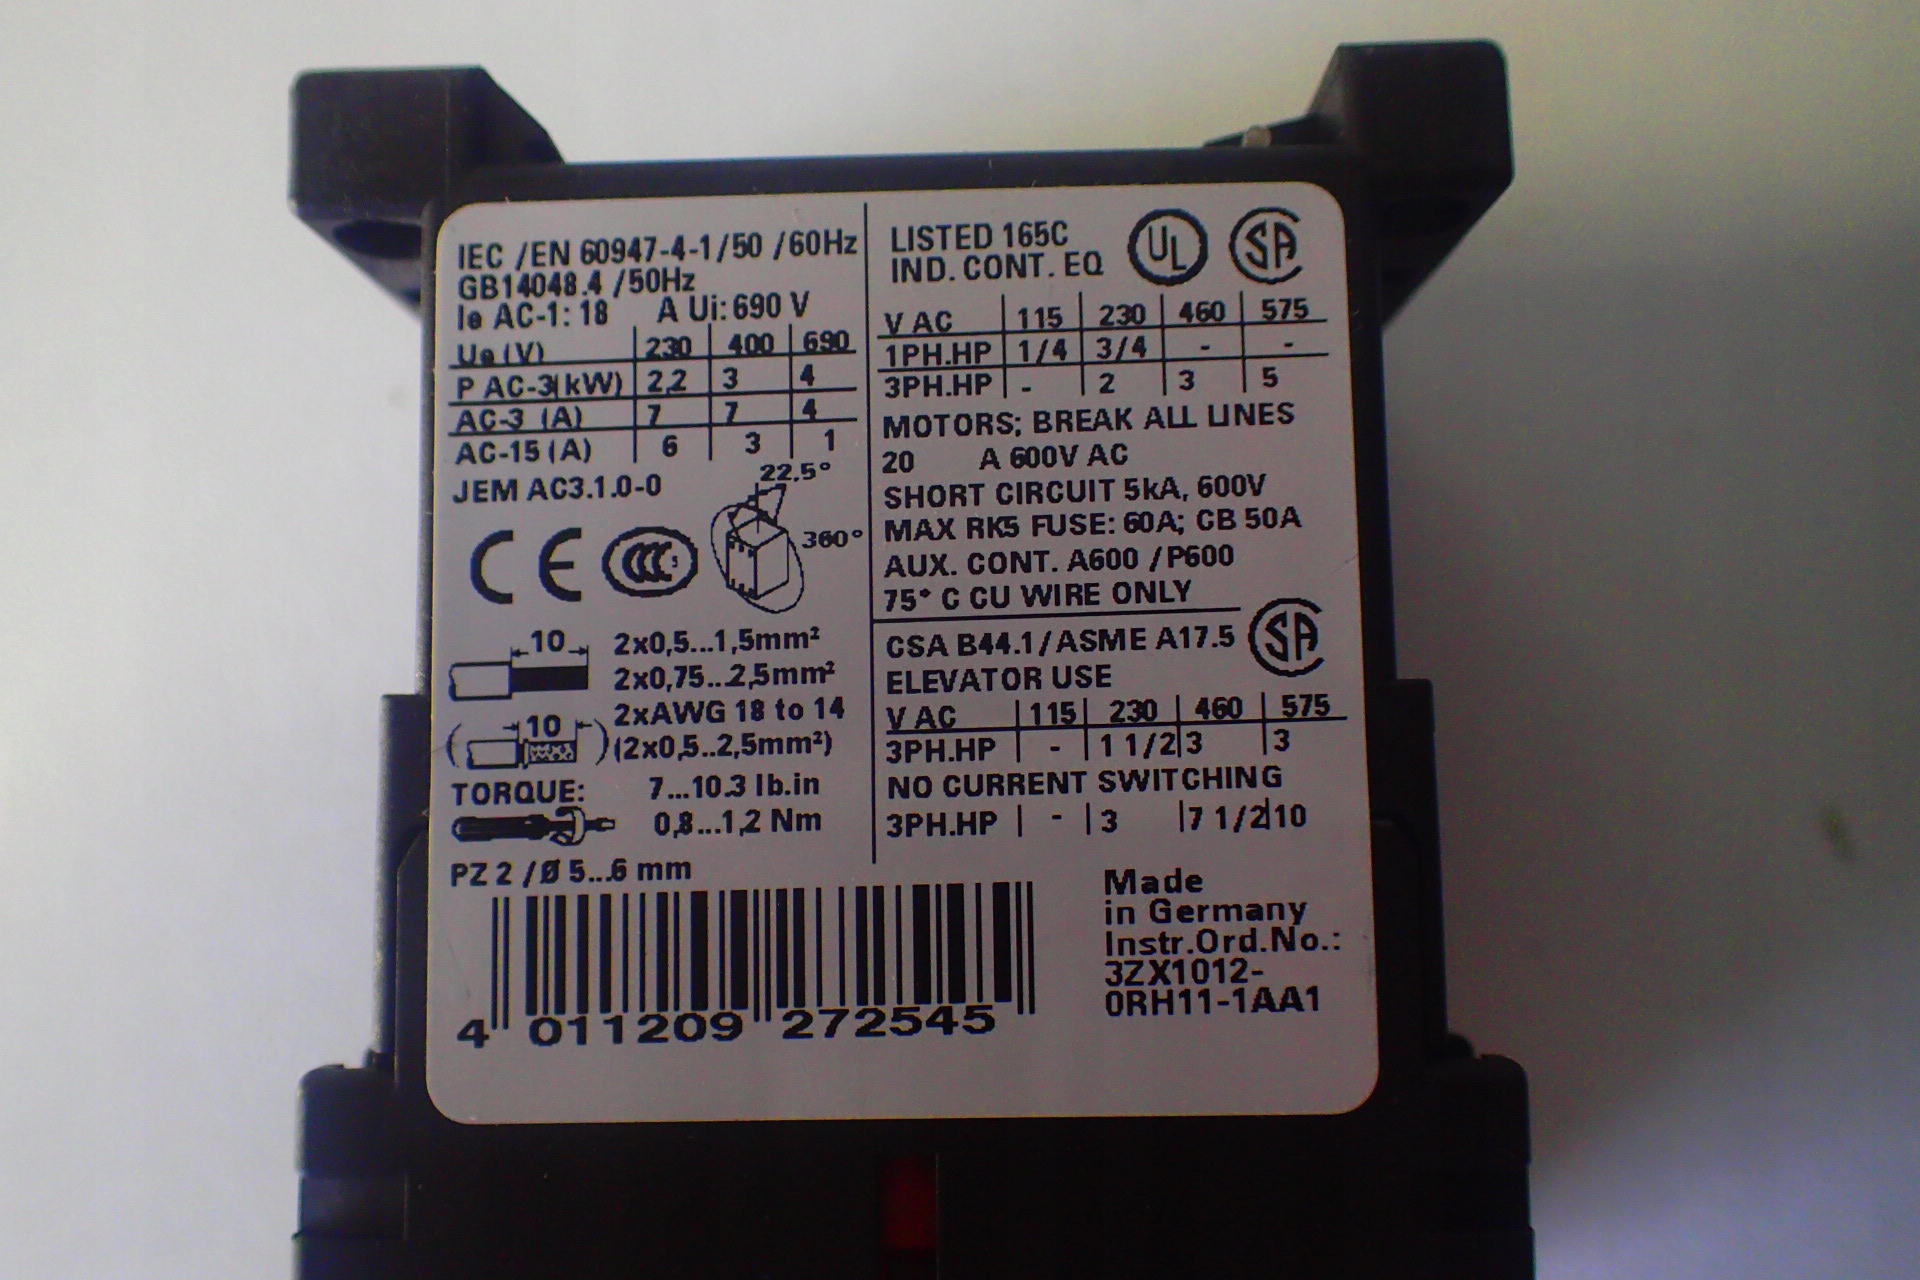 IEC /EN 60947-4-1/50 /60Hz
GB14048.4 /50Hz
Ie AC-1: 18 A Ui: 690 V
Ue (V) 230 400 690
P AC-3(kW) 2,2 3 4
AC-3 (A) 7 7 4
AC-15 (A) 6 3 1
JEM AC3.1.0-0
22.5°
360°
CE CCC S
10 2x0,5...1,5mm²
2x0,75...2,5mm²
2xAWG 18 to 14
( 10 ) (2x0,5..2,5mm²)
TORQUE: 7...10.3 lb.in
0,8...1,2 Nm
PZ 2 /Ø 5...6 mm
4 011209 272545
LISTED 165C UL SA
IND. CONT. EQ
V AC 115 230 460 575
1PH.HP 1/4 3/4 - -
3PH.HP - 2 3 5
MOTORS; BREAK ALL LINES
20 A 600V AC
SHORT CIRCUIT 5kA, 600V
MAX RK5 FUSE: 60A; CB 50A
AUX. CONT. A600 /P600
75° C CU WIRE ONLY
CSA B44.1/ASME A17.5 SA
ELEVATOR USE
V AC 115 230 460 575
3PH.HP - 1 1/2 3 3
NO CURRENT SWITCHING
3PH.HP - 3 7 1/2 10
Made
in Germany
Instr.Ord.No.:
3ZX1012-
0RH11-1AA1